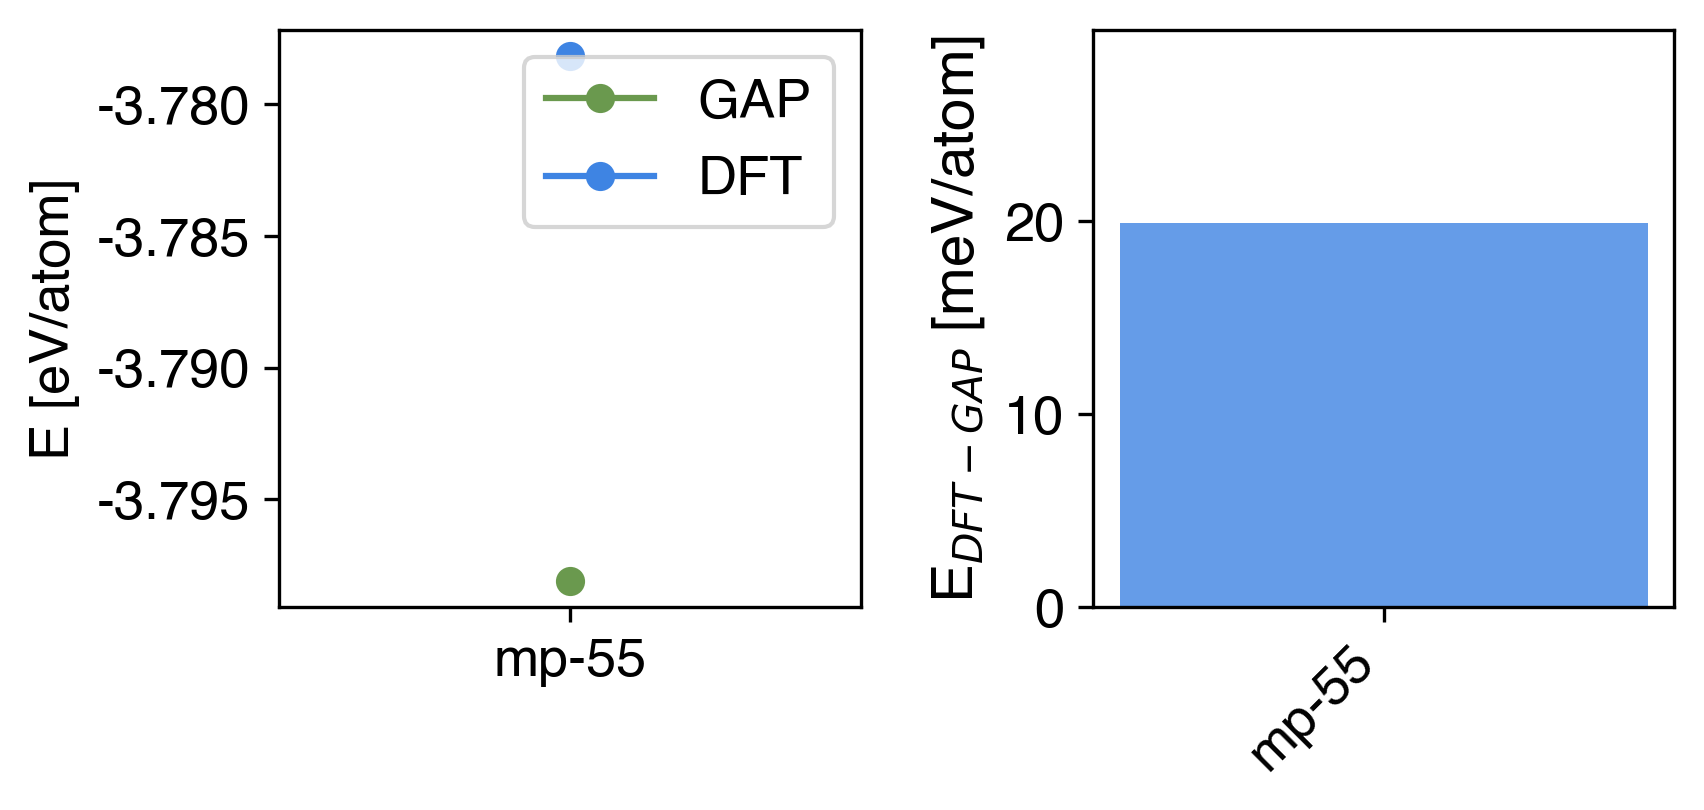 E [eV/atom]
-3.780
-3.785
-3.790
-3.795
GAP
DFT
mp-55
E_{DFT − GAP} [meV/atom]
20
10
0
mp-55